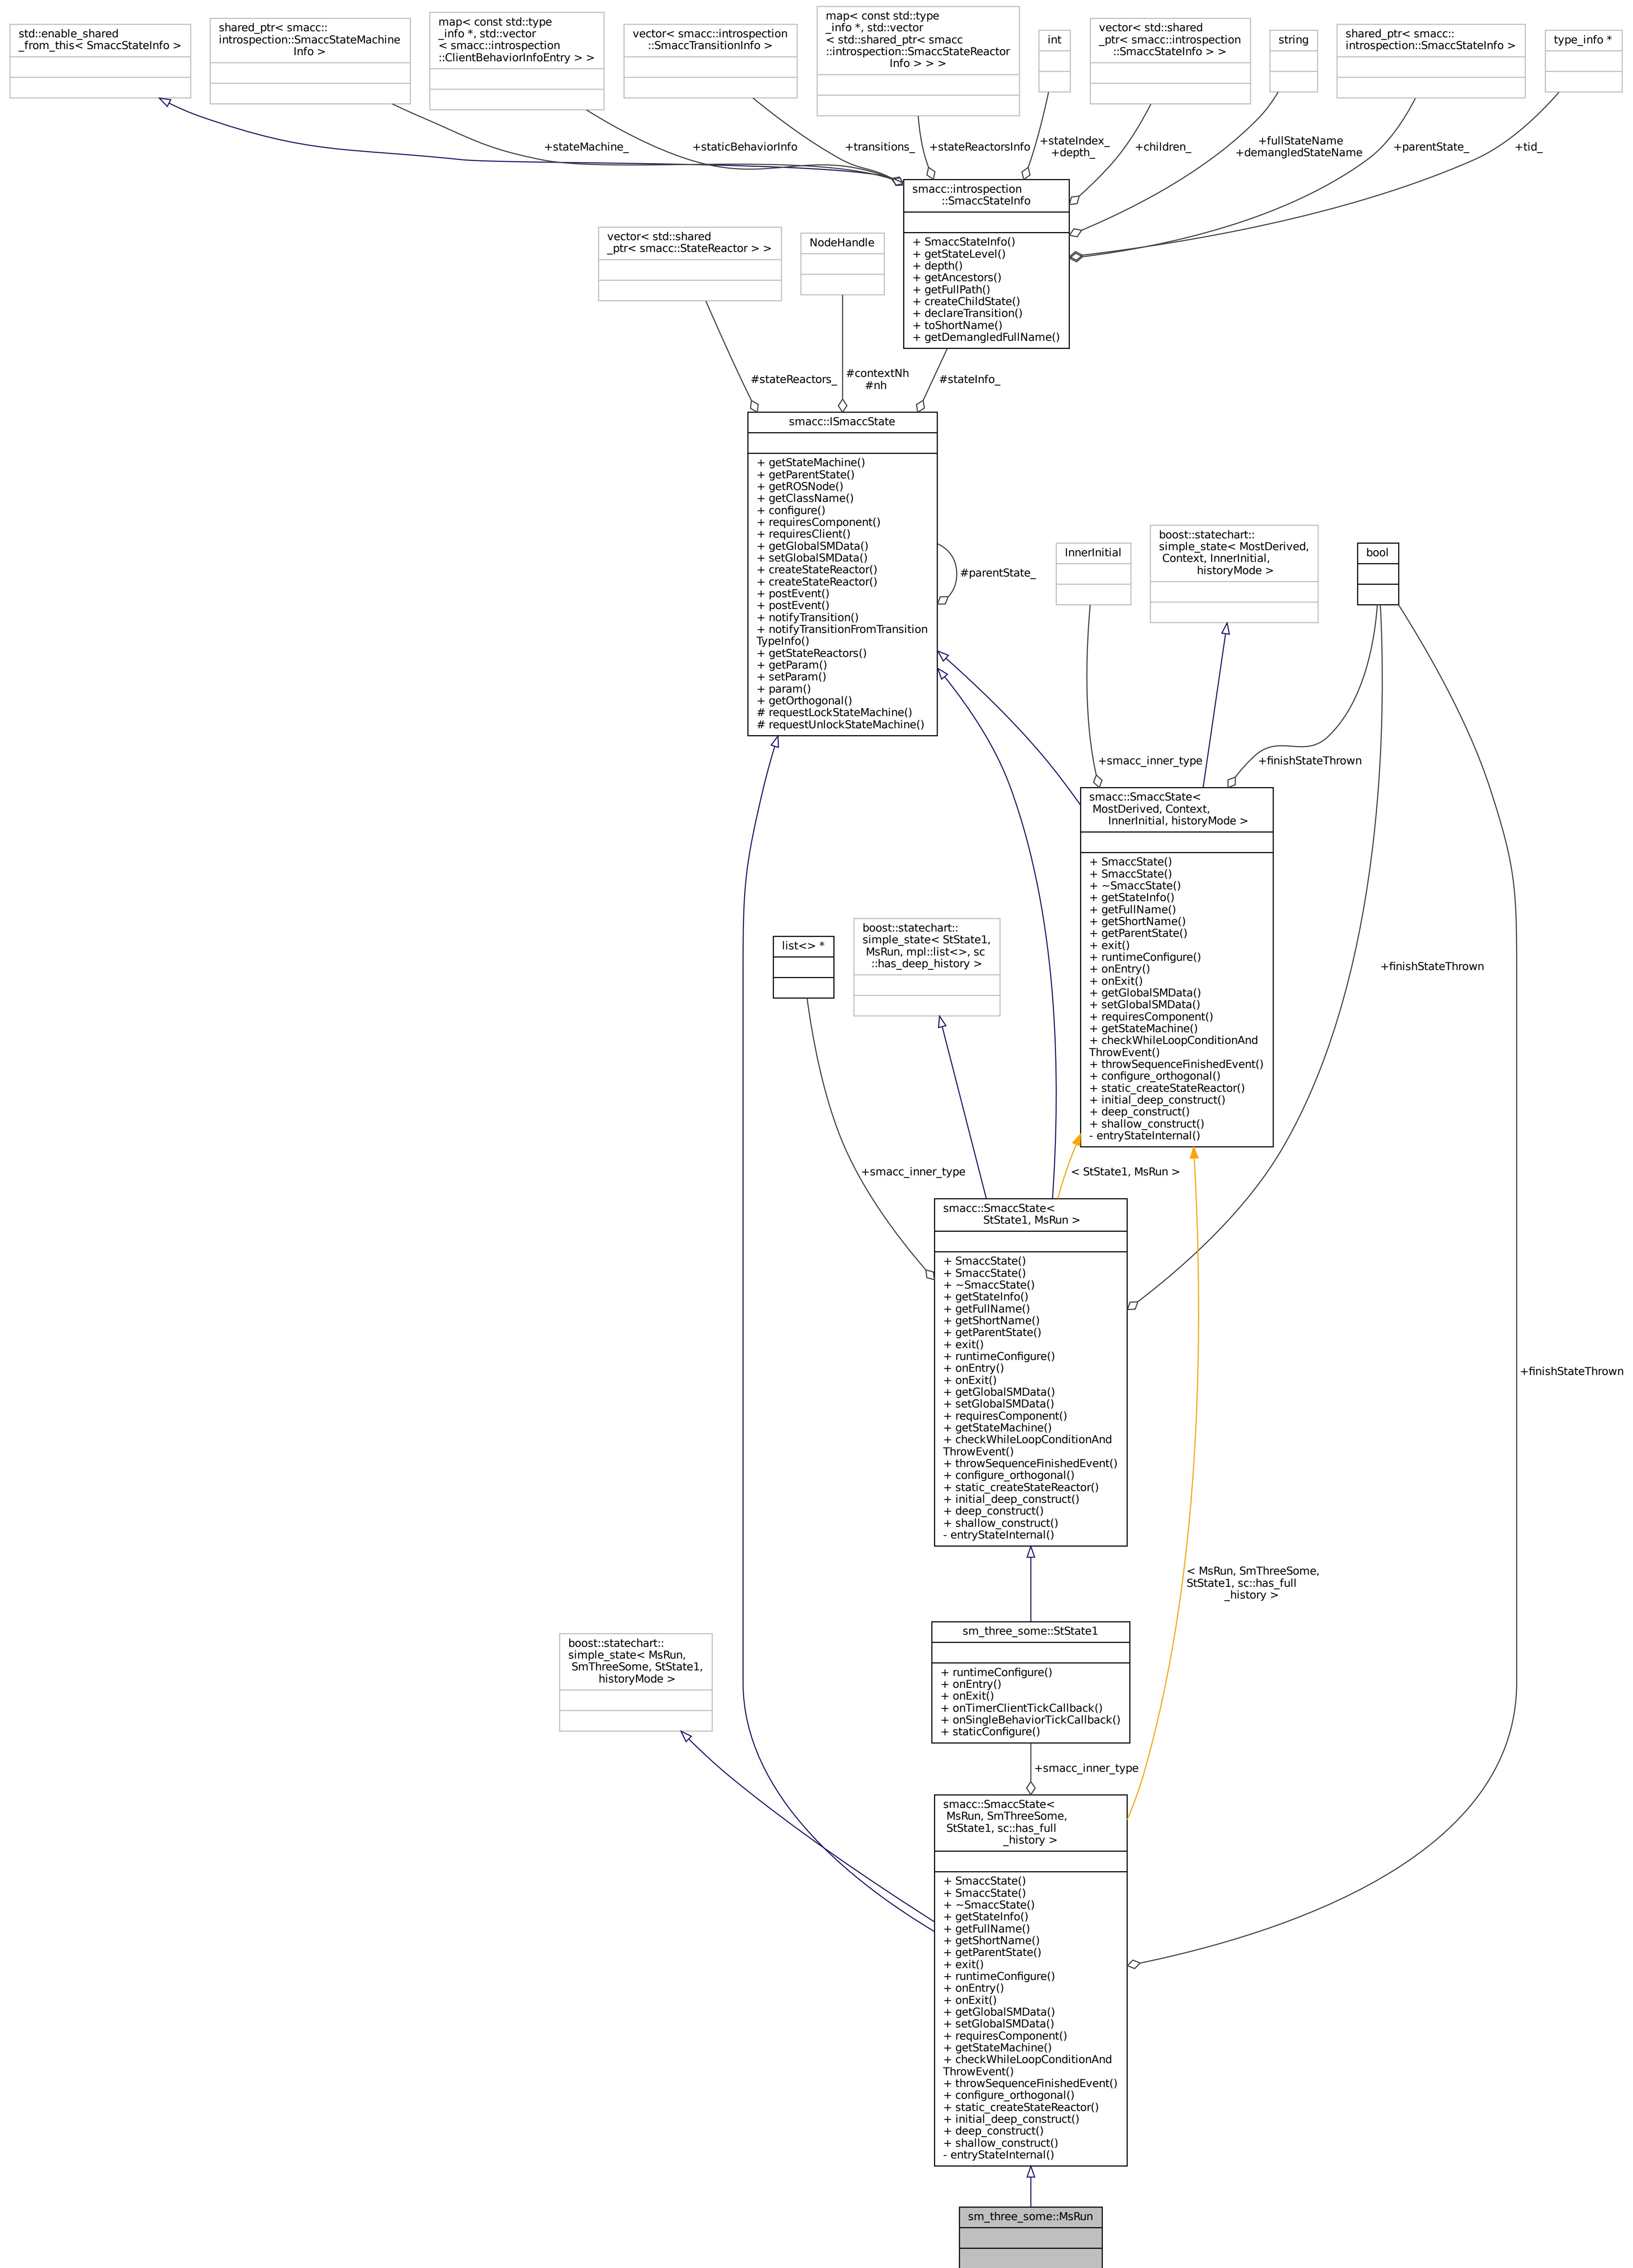 std::enable_shared
_from_this< SmaccStateInfo >
shared_ptr< smacc::
introspection::SmaccStateMachine
Info >
map< const std::type
_info *, std::vector
< smacc::introspection
::ClientBehaviorInfoEntry > >
vector< smacc::introspection
::SmaccTransitionInfo >
map< const std::type
_info *, std::vector
< std::shared_ptr< smacc
::introspection::SmaccStateReactor
Info > > >
int
vector< std::shared
_ptr< smacc::introspection
::SmaccStateInfo > >
string
shared_ptr< smacc::
introspection::SmaccStateInfo >
type_info *
+stateMachine_
+staticBehaviorInfo
+transitions_
+stateReactorsInfo
+stateIndex_
+depth_
+children_
+fullStateName
+demangledStateName
+parentState_
+tid_
smacc::introspection
::SmaccStateInfo
+ SmaccStateInfo()
+ getStateLevel()
+ depth()
+ getAncestors()
+ getFullPath()
+ createChildState()
+ declareTransition()
+ toShortName()
+ getDemangledFullName()
vector< std::shared
_ptr< smacc::StateReactor > >
NodeHandle
#stateReactors_
#contextNh
#nh
#stateInfo_
smacc::ISmaccState
+ getStateMachine()
+ getParentState()
+ getROSNode()
+ getClassName()
+ configure()
+ requiresComponent()
+ requiresClient()
+ getGlobalSMData()
+ setGlobalSMData()
+ createStateReactor()
+ createStateReactor()
+ postEvent()
+ postEvent()
+ notifyTransition()
+ notifyTransitionFromTransition
TypeInfo()
+ getStateReactors()
+ getParam()
+ setParam()
+ param()
+ getOrthogonal()
# requestLockStateMachine()
# requestUnlockStateMachine()
#parentState_
InnerInitial
boost::statechart::
simple_state< MostDerived,
Context, InnerInitial,
historyMode >
bool
+smacc_inner_type
+finishStateThrown
smacc::SmaccState<
MostDerived, Context,
InnerInitial, historyMode >
+ SmaccState()
+ SmaccState()
+ ~SmaccState()
+ getStateInfo()
+ getFullName()
+ getShortName()
+ getParentState()
+ exit()
+ runtimeConfigure()
+ onEntry()
+ onExit()
+ getGlobalSMData()
+ setGlobalSMData()
+ requiresComponent()
+ getStateMachine()
+ checkWhileLoopConditionAnd
ThrowEvent()
+ throwSequenceFinishedEvent()
+ configure_orthogonal()
+ static_createStateReactor()
+ initial_deep_construct()
+ deep_construct()
+ shallow_construct()
- entryStateInternal()
+finishStateThrown
list<> *
boost::statechart::
simple_state< StState1,
MsRun, mpl::list<>, sc
::has_deep_history >
+smacc_inner_type
< StState1, MsRun >
smacc::SmaccState<
StState1, MsRun >
+ SmaccState()
+ SmaccState()
+ ~SmaccState()
+ getStateInfo()
+ getFullName()
+ getShortName()
+ getParentState()
+ exit()
+ runtimeConfigure()
+ onEntry()
+ onExit()
+ getGlobalSMData()
+ setGlobalSMData()
+ requiresComponent()
+ getStateMachine()
+ checkWhileLoopConditionAnd
ThrowEvent()
+ throwSequenceFinishedEvent()
+ configure_orthogonal()
+ static_createStateReactor()
+ initial_deep_construct()
+ deep_construct()
+ shallow_construct()
- entryStateInternal()
+finishStateThrown
< MsRun, SmThreeSome,
StState1, sc::has_full
_history >
sm_three_some::StState1
+ runtimeConfigure()
+ onEntry()
+ onExit()
+ onTimerClientTickCallback()
+ onSingleBehaviorTickCallback()
+ staticConfigure()
boost::statechart::
simple_state< MsRun,
SmThreeSome, StState1,
historyMode >
+smacc_inner_type
smacc::SmaccState<
MsRun, SmThreeSome,
StState1, sc::has_full
_history >
+ SmaccState()
+ SmaccState()
+ ~SmaccState()
+ getStateInfo()
+ getFullName()
+ getShortName()
+ getParentState()
+ exit()
+ runtimeConfigure()
+ onEntry()
+ onExit()
+ getGlobalSMData()
+ setGlobalSMData()
+ requiresComponent()
+ getStateMachine()
+ checkWhileLoopConditionAnd
ThrowEvent()
+ throwSequenceFinishedEvent()
+ configure_orthogonal()
+ static_createStateReactor()
+ initial_deep_construct()
+ deep_construct()
+ shallow_construct()
- entryStateInternal()
sm_three_some::MsRun